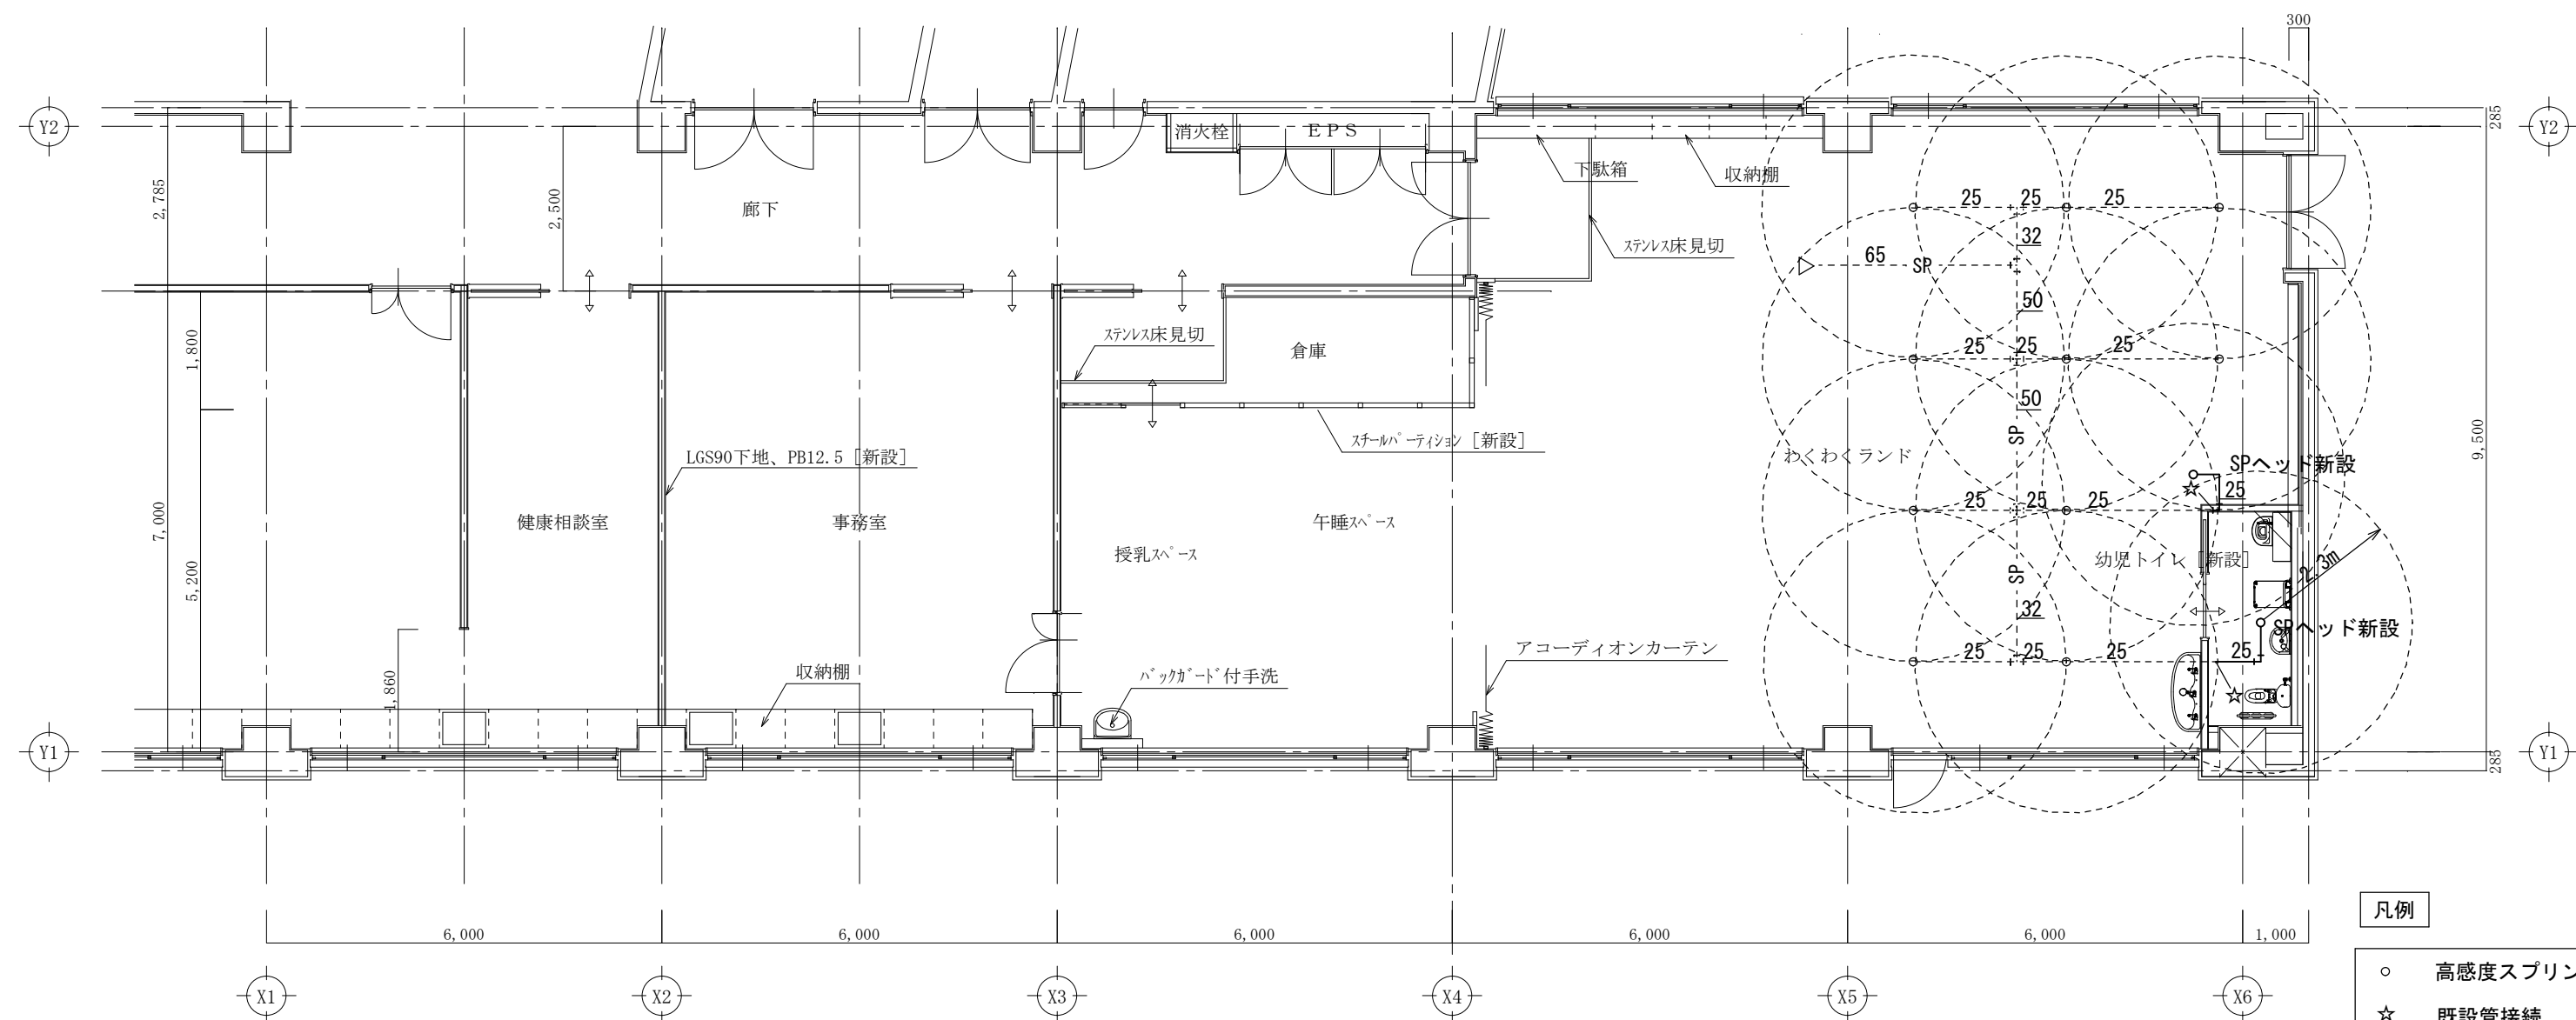 300
Y2
消火栓
EPS
285
Y2
下駄箱
収納棚
2,785
2,500
廊下
25 25 25
ステンレス床見切
32
65 SP
50
1,800
ステンレス床見切
倉庫
25 25 25
50
SP
スチールパーティション［新設］
わくわくランド
9,500
LGS90下地、PB12.5［新設］
SPヘッド新設
☆
25
7,000
健康相談室
事務室
午睡スペース
25 25 25
授乳スペース
幼児トイレ［新設］
2.3m
5,200
SP
32
SPヘッド新設
アコーディオンカーテン
25 25 25 25
1,860
収納棚
バックガード付手洗
☆
Y1
285
Y1
凡例
6,000 6,000 6,000 6,000 6,000 1,000
○ 高感度スプリン
X1 X2 X3 X4 X5 X6
☆ 既設管接続